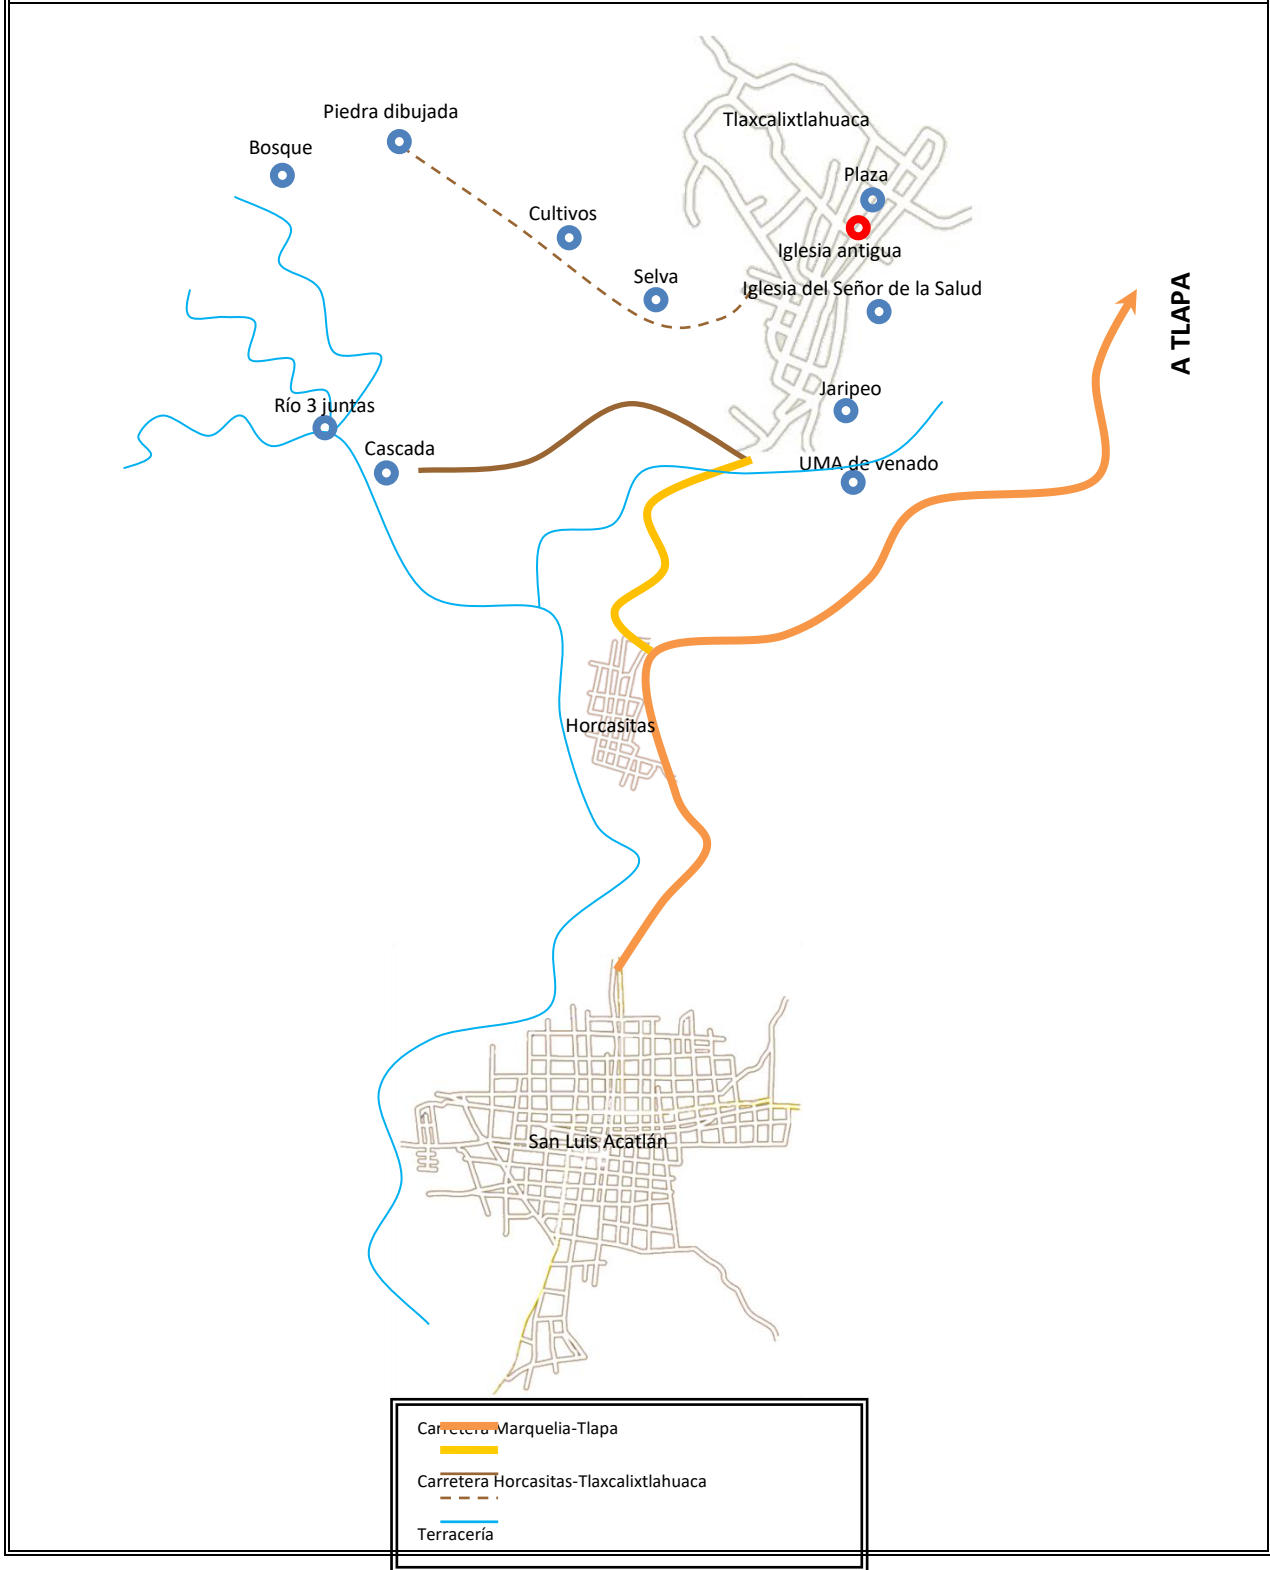 Piedra dibujada
Bosque
Tlaxcalixtlahuaca
Plaza
Cultivos
Iglesia antigua
Selva
Iglesia del Señor de la Salud
A TLAPA
Jaripeo
Río 3 juntas
Cascada
UMA de venado
Horcasitas
San Luis Acatlán
Carretera Marquelia-Tlapa
Carretera Horcasitas-Tlaxcalixtlahuaca
Terracería